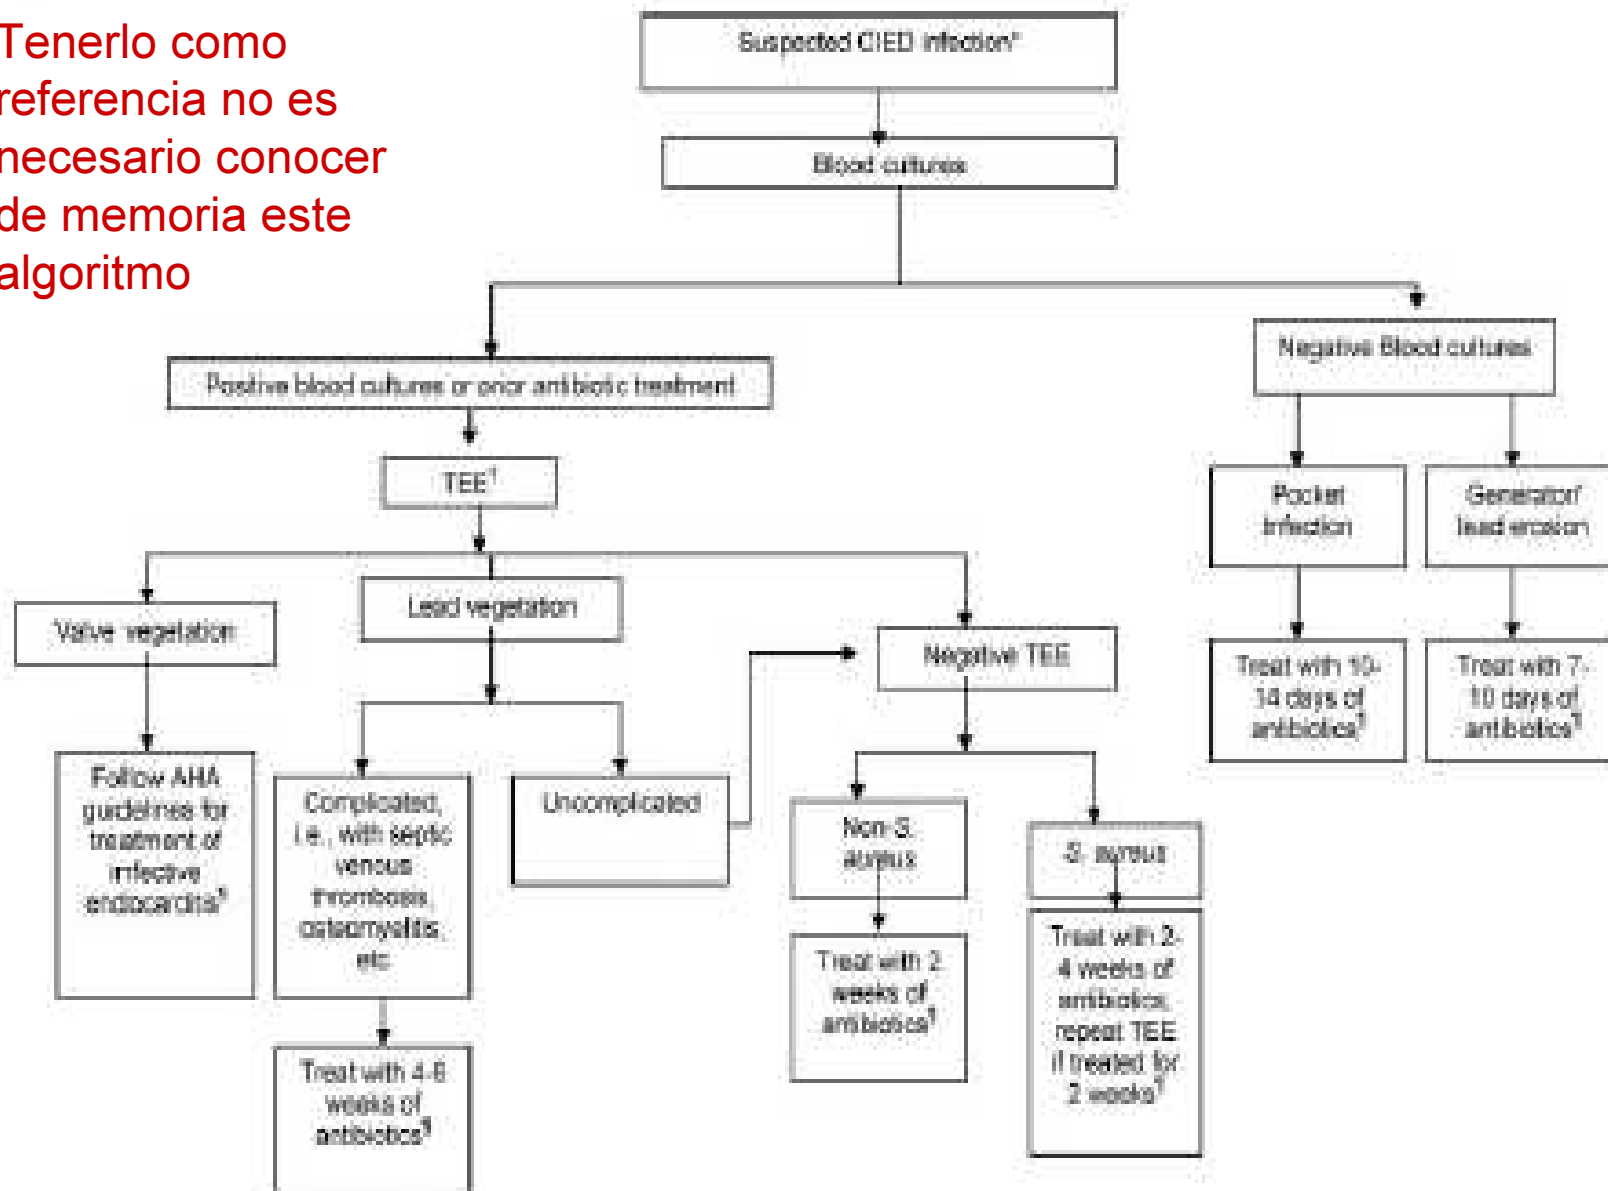 Tenerlo como
referencia no es
necesario conocer
de memoria este
algoritmo
Suspected CIED infection*
Blood cultures
Positive blood cultures or prior antibiotic treatment
Negative Blood cultures
TEE†
Pocket
Infection
Generator/
lead erosion
Valve vegetation
Lead vegetation
Negative TEE
Treat with 10-
14 days of
antibiotics¶
Treat with 7-
10 days of
antibiotics¶
Follow AHA
guidelines for
treatment of
infective
endocarditis
Complicated,
i.e., with septic
venous
thrombosis,
osteomyelitis,
etc
Uncomplicated
Non-S.
aureus
S. aureus
Treat with 4-6
weeks of
antibiotics¶
Treat with 2
weeks of
antibiotics¶
Treat with 2-
4 weeks of
antibiotics,
repeat TEE
if treated for
2 weeks¶